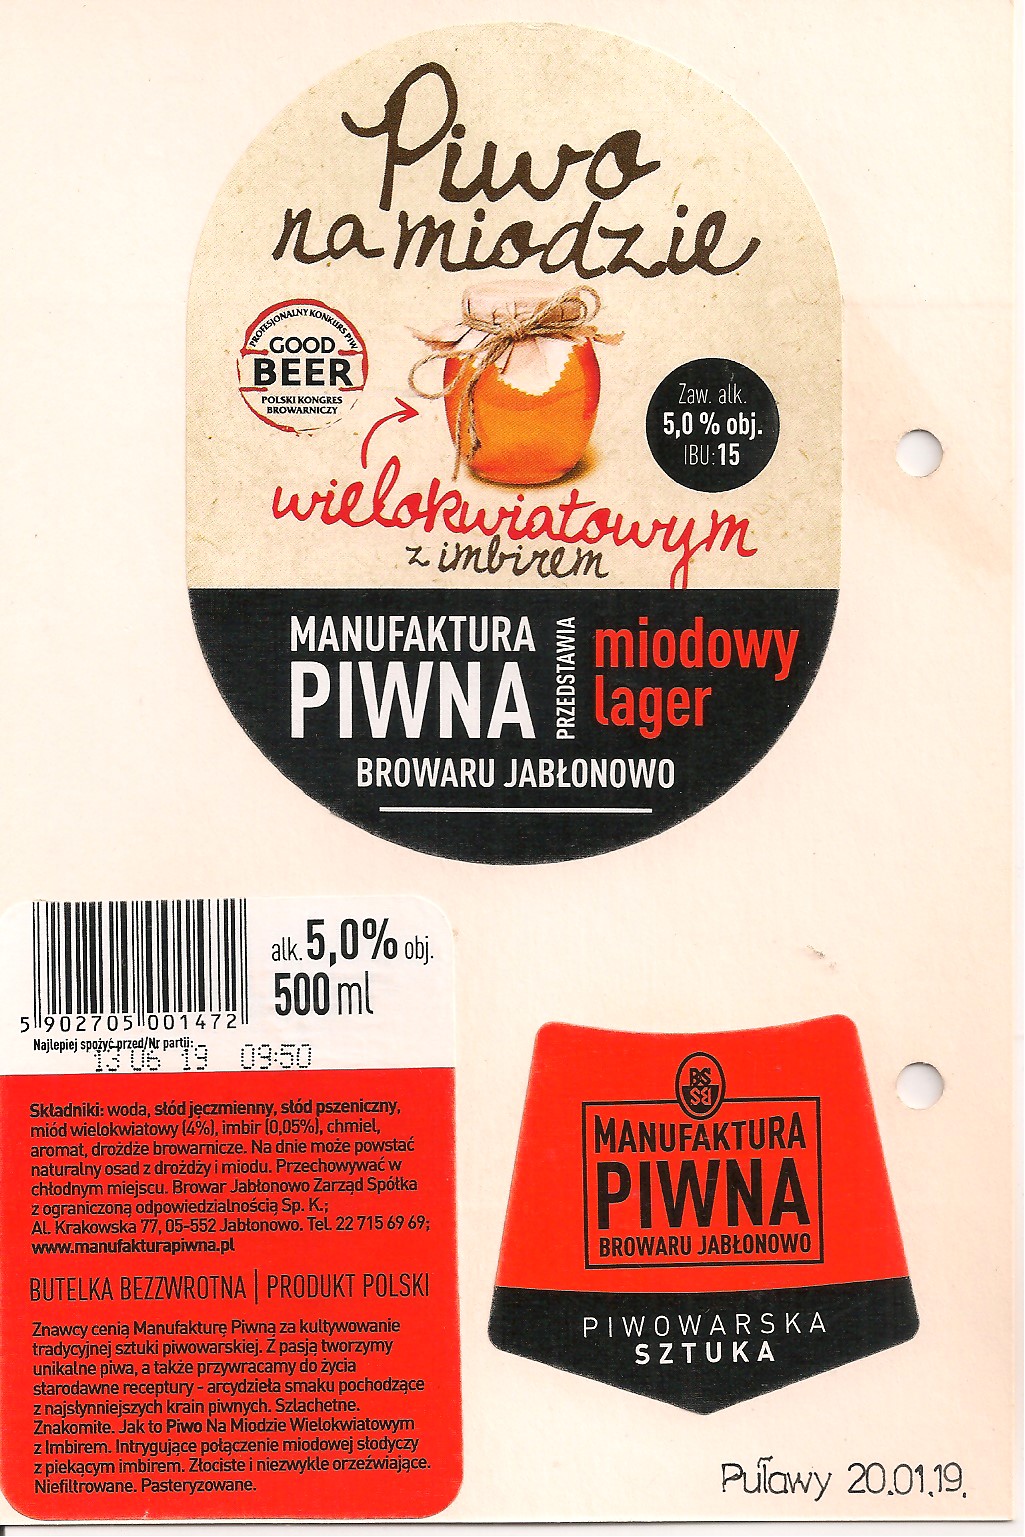 Piwo
na miodzie
PROFESJONALNY KONKURS PIW
GOOD
BEER
POLSKI KONGRES
BROWARNICZY
Zaw. alk.
5,0 % obj.
IBU: 15
wielokwiatowym
z imbirem
MANUFAKTURA
PIWNA
PRZEDSTAWIA
miodowy
lager
BROWARU JABŁONOWO
alk. 5,0% obj.
500 ml
5 902705 001472
Najlepiej spożyć przed/Nr partii:
13 06 19 09:50
Składniki: woda, słód jęczmienny, słód pszeniczny,
miód wielokwiatowy (4%), imbir (0,05%), chmiel,
aromat, drożdże browarnicze. Na dnie może powstać
naturalny osad z drożdży i miodu. Przechowywać w
chłodnym miejscu. Browar Jabłonowo Zarząd Spółka
z ograniczoną odpowiedzialnością Sp. K.;
Al. Krakowska 77, 05-552 Jabłonowo. Tel. 22 715 69 69;
www.manufakturapiwna.pl
BUTELKA BEZZWROTNA | PRODUKT POLSKI
Znawcy cenią Manufakturę Piwną za kultywowanie
tradycyjnej sztuki piwowarskiej. Z pasją tworzymy
unikalne piwa, a także przywracamy do życia
starodawne receptury - arcydzieła smaku pochodzące
z najsłynniejszych krain piwnych. Szlachetne.
Znakomite. Jak to Piwo Na Miodzie Wielokwiatowym
z Imbirem. Intrygujące połączenie miodowej słodyczy
z piekącym imbirem. Złociste i niezwykle orzeźwiające.
Niefiltrowane. Pasteryzowane.
BS
BS
MANUFAKTURA
PIWNA
BROWARU JABŁONOWO
PIWOWARSKA
SZTUKA
Puławy 20.01.19.